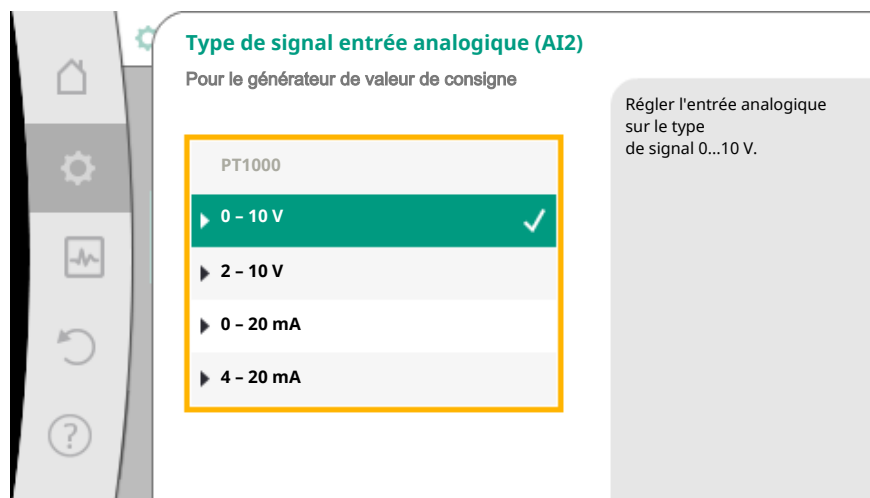 Type de signal entrée analogique (AI2)
Pour le générateur de valeur de consigne
PT1000
0 – 10 V
2 – 10 V
0 – 20 mA
4 – 20 mA
Régler l'entrée analogique
sur le type
de signal 0...10 V.
?